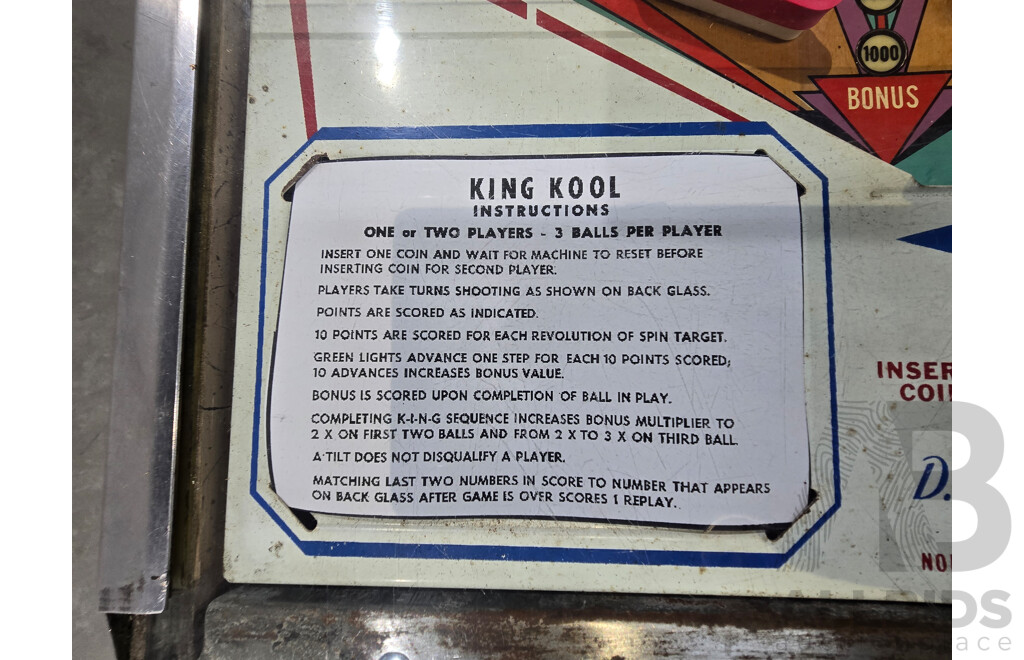 1000
BONUS
KING KOOL
INSTRUCTIONS
ONE or TWO PLAYERS - 3 BALLS PER PLAYER
INSERT ONE COIN AND WAIT FOR MACHINE TO RESET BEFORE
INSERTING COIN FOR SECOND PLAYER.
PLAYERS TAKE TURNS SHOOTING AS SHOWN ON BACK GLASS.
POINTS ARE SCORED AS INDICATED.
10 POINTS ARE SCORED FOR EACH REVOLUTION OF SPIN TARGET.
GREEN LIGHTS ADVANCE ONE STEP FOR EACH 10 POINTS SCORED;
10 ADVANCES INCREASES BONUS VALUE.
BONUS IS SCORED UPON COMPLETION OF BALL IN PLAY.
COMPLETING K-I-N-G SEQUENCE INCREASES BONUS MULTIPLIER TO
2 X ON FIRST TWO BALLS AND FROM 2 X TO 3 X ON THIRD BALL.
A TILT DOES NOT DISQUALIFY A PLAYER.
MATCHING LAST TWO NUMBERS IN SCORE TO NUMBER THAT APPEARS
ON BACK GLASS AFTER GAME IS OVER SCORES 1 REPLAY.
INSER
COI
D.
NO
B
ALLBIDS